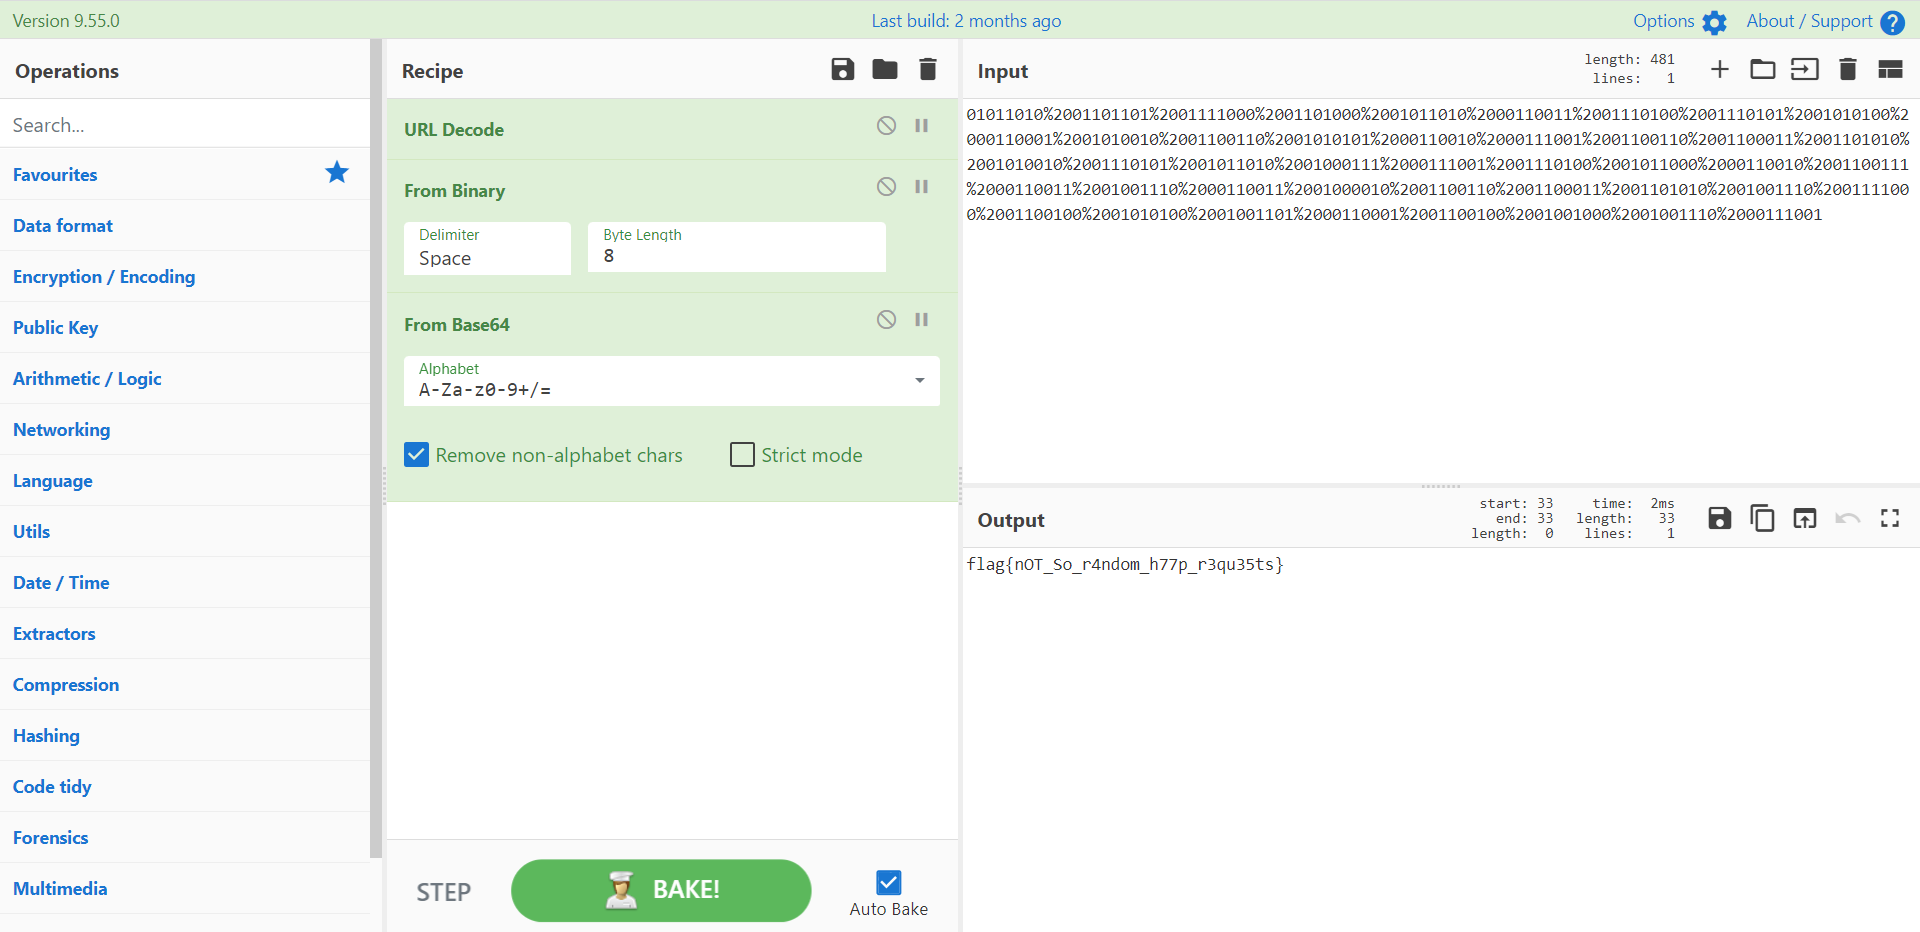 Version 9.55.0
Last build: 2 months ago
Options
About / Support
Operations
Search...
Favourites
Data format
Encryption / Encoding
Public Key
Arithmetic / Logic
Networking
Language
Utils
Date / Time
Extractors
Compression
Hashing
Code tidy
Forensics
Multimedia
Recipe
URL Decode
From Binary
Delimiter
Space
Byte Length
8
From Base64
Alphabet
A-Za-z0-9+/=
Remove non-alphabet chars
Strict mode
STEP
BAKE!
Auto Bake
Input
length: 481
lines: 1
01011010%2001101101%2001111000%2001101000%2001011010%2000110011%2001110100%2001110101%2001010100%2
000110001%2001010010%2001100110%2001010101%2000110010%2000111001%2001100110%2001100011%2001101010%
2001010010%2001110101%2001011010%2001000111%2000111001%2001110100%2001011000%2000110010%2001100111
%2000110011%2001001110%2000110011%2001000010%2001100110%2001100011%2001101010%2001001110%200111100
0%2001100100%2001010100%2001001101%2000110001%2001100100%2001001000%2001001110%2000111001
Output
start: 33
end: 33
length: 0
time: 2ms
length: 33
lines: 1
flag{nOT_So_r4ndom_h77p_r3qu35ts}